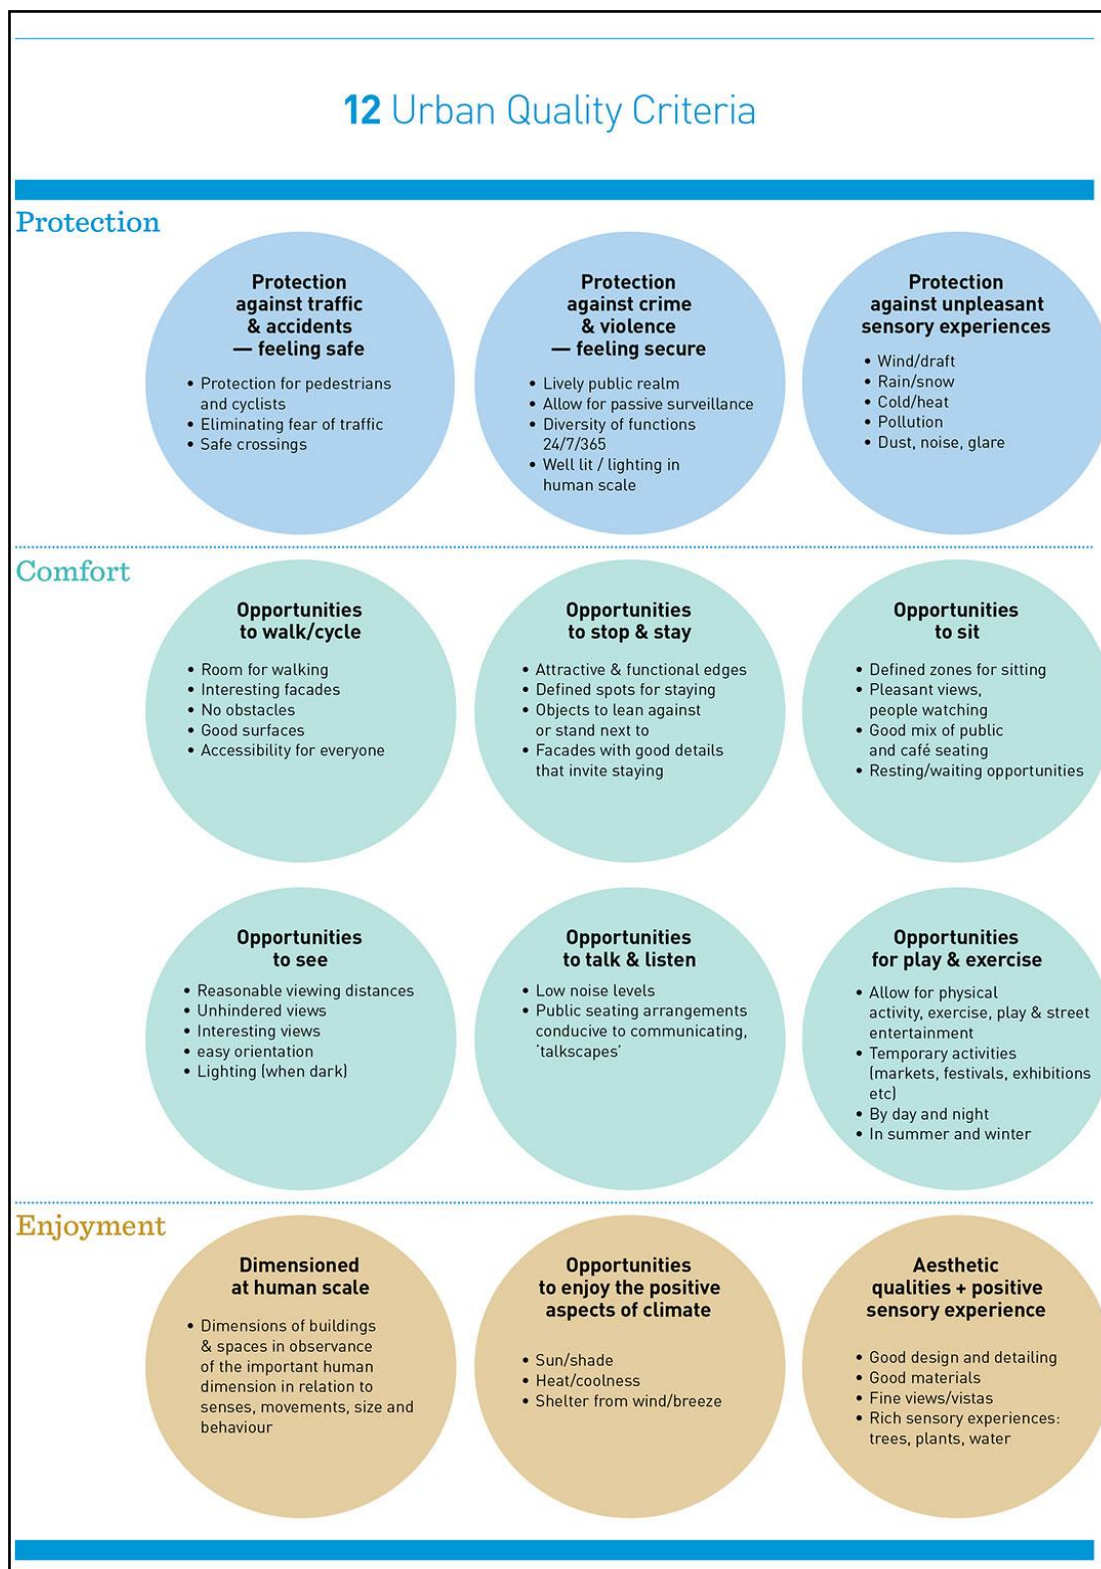 12 Urban Quality Criteria
Protection
Protection
against traffic
& accidents
— feeling safe
• Protection for pedestrians
and cyclists
• Eliminating fear of traffic
• Safe crossings
Protection
against crime
& violence
— feeling secure
• Lively public realm
• Allow for passive surveillance
• Diversity of functions
24/7/365
• Well lit / lighting in
human scale
Protection
against unpleasant
sensory experiences
• Wind/draft
• Rain/snow
• Cold/heat
• Pollution
• Dust, noise, glare
Comfort
Opportunities
to walk/cycle
• Room for walking
• Interesting facades
• No obstacles
• Good surfaces
• Accessibility for everyone
Opportunities
to stop & stay
• Attractive & functional edges
• Defined spots for staying
• Objects to lean against
or stand next to
• Facades with good details
that invite staying
Opportunities
to sit
• Defined zones for sitting
• Pleasant views,
people watching
• Good mix of public
and café seating
• Resting/waiting opportunities
Opportunities
to see
• Reasonable viewing distances
• Unhindered views
• Interesting views
• easy orientation
• Lighting (when dark)
Opportunities
to talk & listen
• Low noise levels
• Public seating arrangements
conducive to communicating,
'talkscapes'
Opportunities
for play & exercise
• Allow for physical
activity, exercise, play & street
entertainment
• Temporary activities
(markets, festivals, exhibitions
etc)
• By day and night
• In summer and winter
Enjoyment
Dimensioned
at human scale
• Dimensions of buildings
& spaces in observance
of the important human
dimension in relation to
senses, movements, size and
behaviour
Opportunities
to enjoy the positive
aspects of climate
• Sun/shade
• Heat/coolness
• Shelter from wind/breeze
Aesthetic
qualities + positive
sensory experience
• Good design and detailing
• Good materials
• Fine views/vistas
• Rich sensory experiences:
trees, plants, water